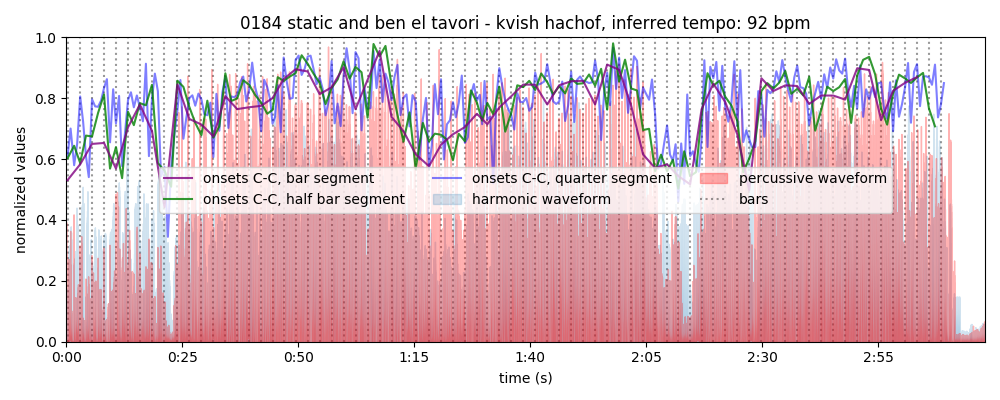 0184 static and ben el tavori - kvish hachof, inferred tempo: 92 bpm
normalized values
1.0
0.8
0.6
0.4
0.2
0.0
onsets C-C, bar segment
onsets C-C, half bar segment
onsets C-C, quarter segment
harmonic waveform
percussive waveform
bars
0:00 0:25 0:50 1:15 1:40 2:05 2:30 2:55
time (s)